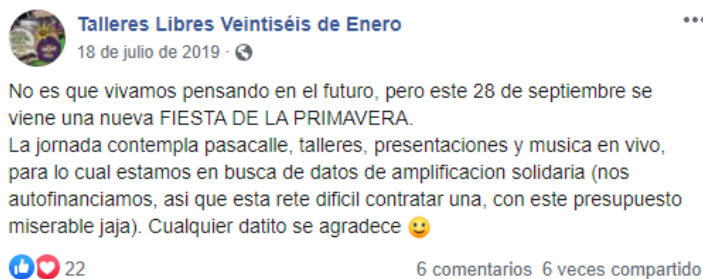 Talleres Libres Veintiséis de Enero
18 de julio de 2019 ·
No es que vivamos pensando en el futuro, pero este 28 de septiembre se
viene una nueva FIESTA DE LA PRIMAVERA.
La jornada contempla pasacalle, talleres, presentaciones y musica en vivo,
para lo cual estamos en busca de datos de amplificacion solidaria (nos
autofinanciamos, asi que esta rete dificil contratar una, con este presupuesto
miserable jaja). Cualquier datito se agradece 🙂
22 6 comentarios 6 veces compartido